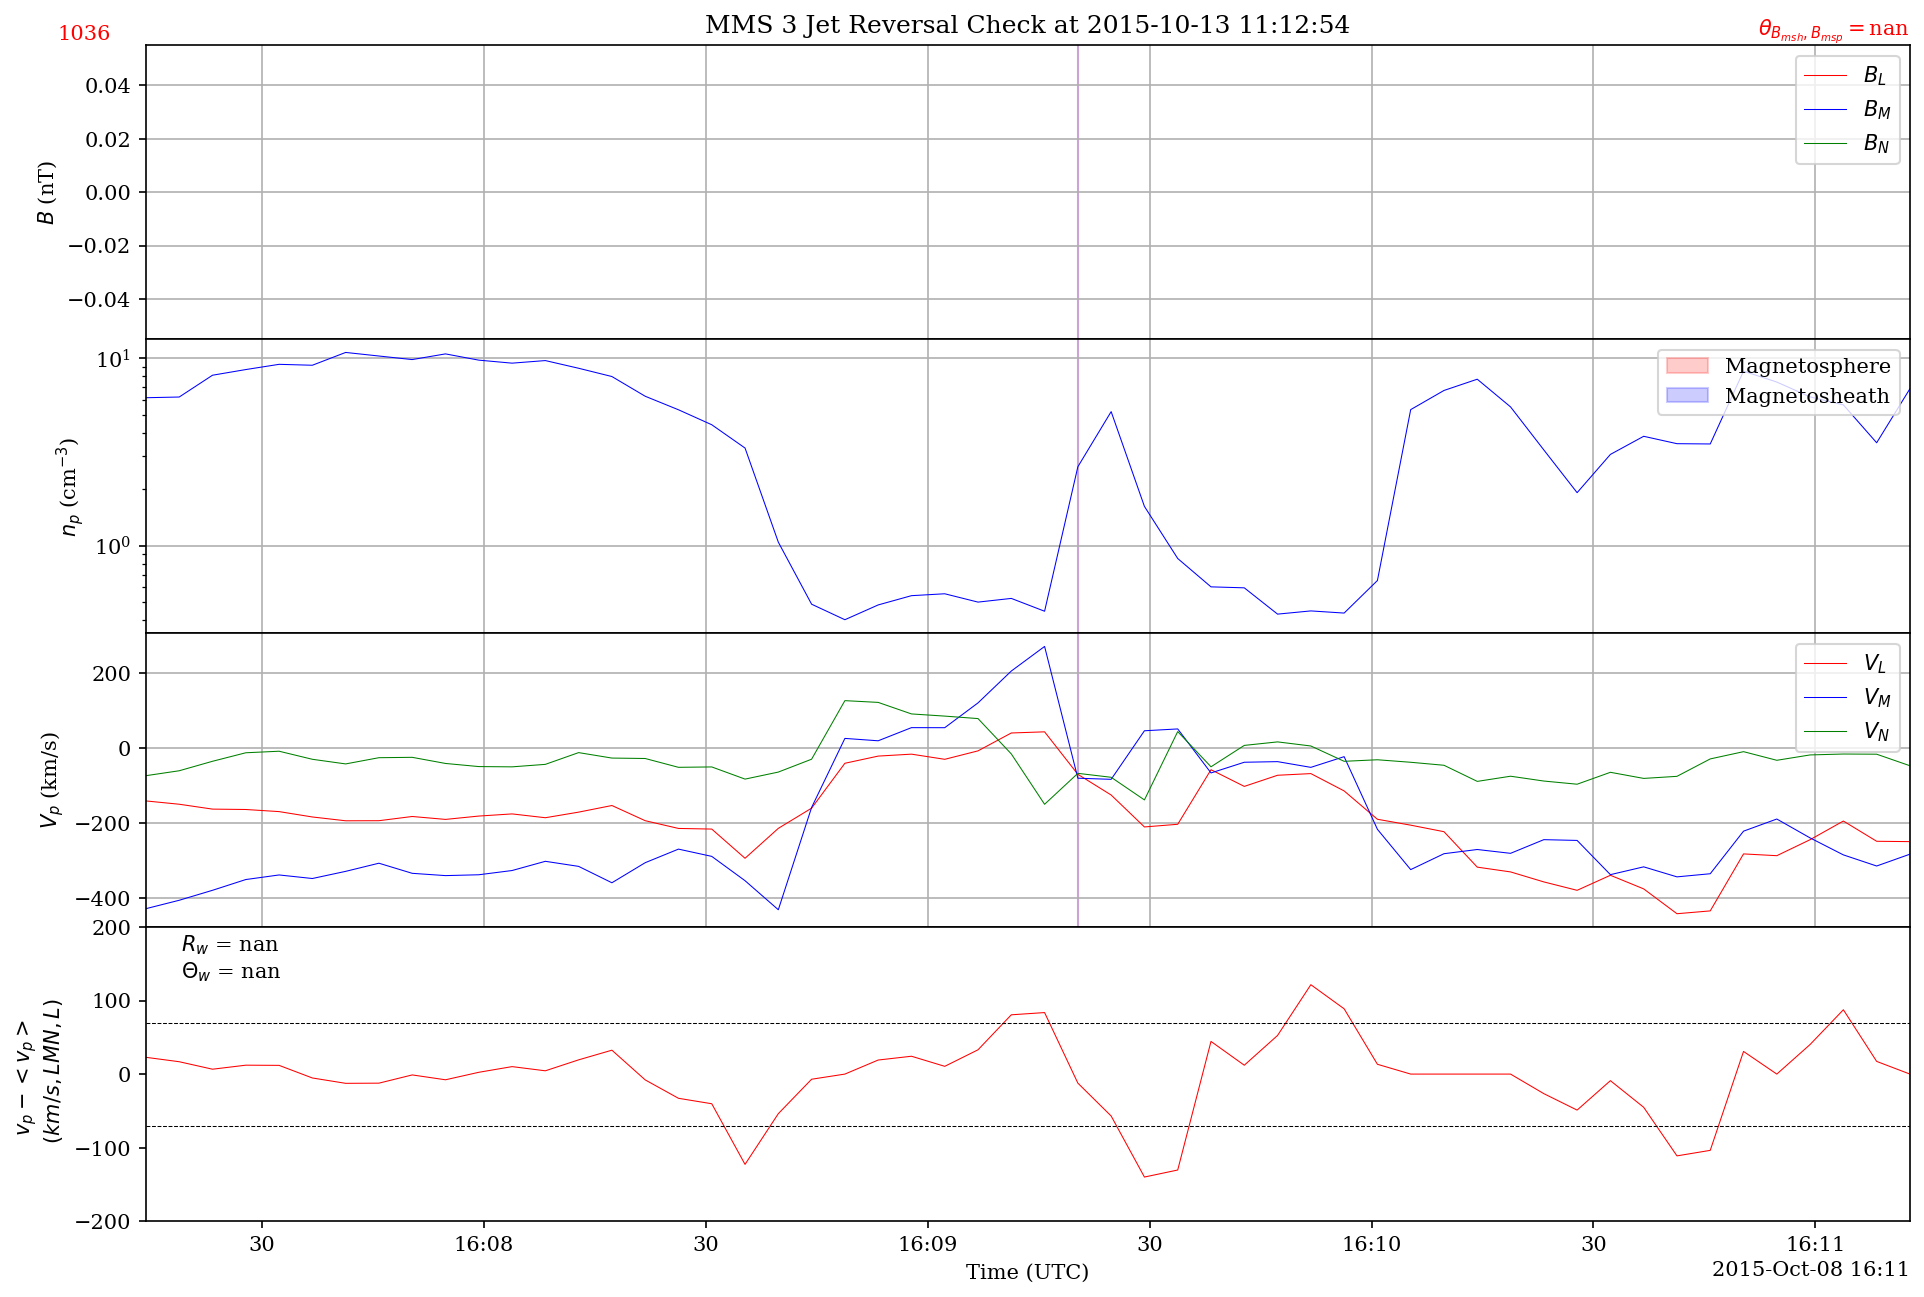 MMS 3 Jet Reversal Check at 2015-10-13 11:12:54
1036
θ_{B_{msh}, B_{msp}} = nan
0.04
0.02
0.00
−0.02
−0.04
B (nT)
B_L
B_M
B_N
10^1
10^0
n_p (cm^{−3})
Magnetosphere
Magnetosheath
200
0
−200
−400
V_p (km/s)
V_L
V_M
V_N
200
100
0
−100
−200
v_p − <v_p>
(km/s, LMN, L)
R_w = nan
Θ_w = nan
30
16:08
30
16:09
30
16:10
30
16:11
Time (UTC)
2015-Oct-08 16:11